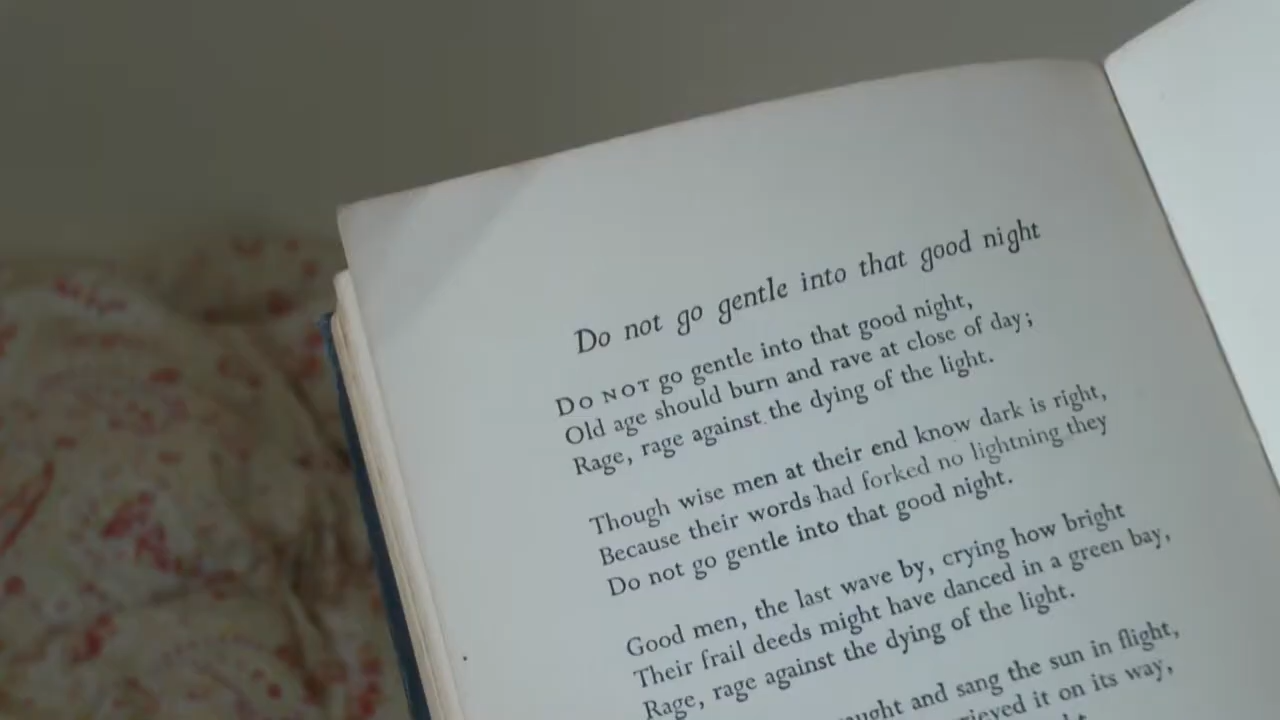 Do not go gentle into that good night
DO NOT go gentle into that good night,
Old age should burn and rave at close of day;
Rage, rage against the dying of the light.
Though wise men at their end know dark is right,
Because their words had forked no lightning they
Do not go gentle into that good night.
Good men, the last wave by, crying how bright
Their frail deeds might have danced in a green bay,
Rage, rage against the dying of the light.
and sang the sun in flight,
it on its way,